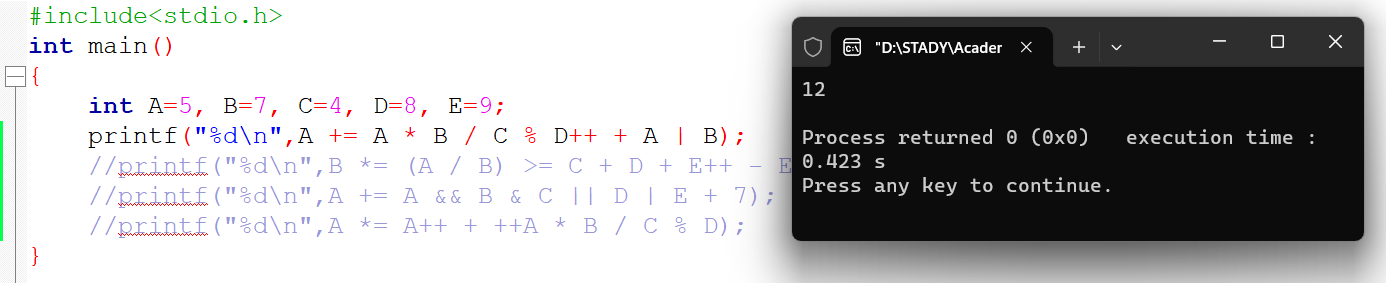 #include<stdio.h>
int main()
{
    int A=5, B=7, C=4, D=8, E=9;
    printf("%d\n",A += A * B / C % D++ + A | B);
    //printf("%d\n",B *= (A / B) >= C + D + E++ - E
    //printf("%d\n",A += A && B & C || D | E + 7);
    //printf("%d\n",A *= A++ + ++A * B / C % D);
}
"D:\STADY\Acader
12
Process returned 0 (0x0)   execution time :
0.423 s
Press any key to continue.